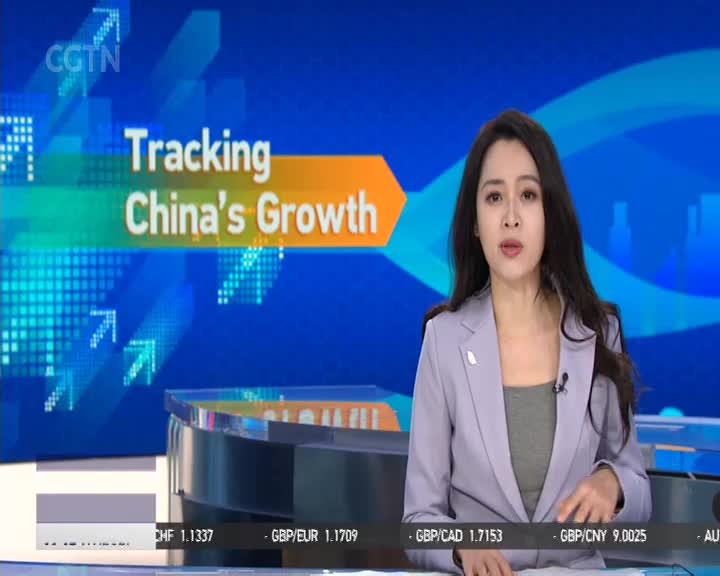 CGTN
Tracking
China's Growth
CHF 1.1337 - GBP/EUR 1.1709 - GBP/CAD 1.7153 - GBP/CNY 9.0025 - AU